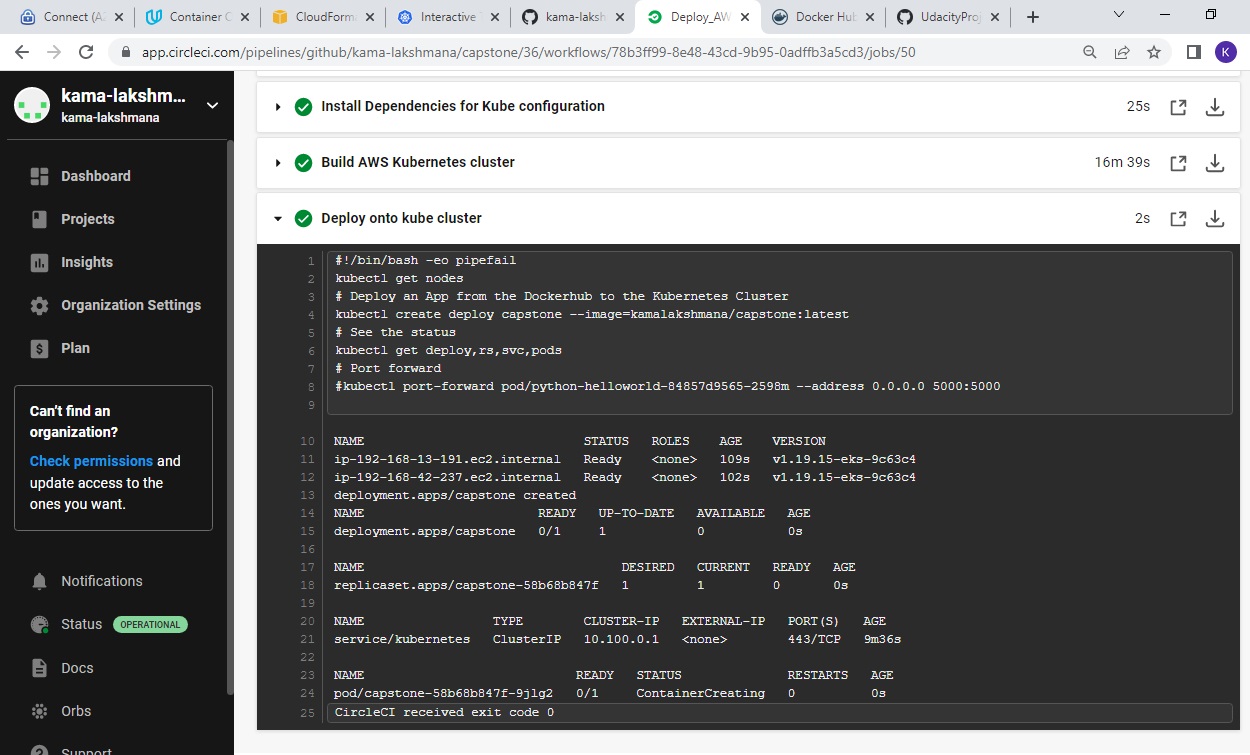 Connect (A
Container C
CloudForm
Interactive
kama-laksh
Deploy_AW
Docker Hub
UdacityProj
app.circleci.com/pipelines/github/kama-lakshmana/capstone/36/workflows/78b3ff99-8e48-43cd-9b95-0adffb3a5cd3/jobs/50
K
kama-lakshm...
kama-lakshmana
Dashboard
Projects
Insights
Organization Settings
Plan
Can't find an
organization?
Check permissions and
update access to the
ones you want.
Notifications
Status OPERATIONAL
Docs
Orbs
Support
Install Dependencies for Kube configuration 25s
Build AWS Kubernetes cluster 16m 39s
Deploy onto kube cluster 2s
1 #!/bin/bash -eo pipefail
2 kubectl get nodes
3 # Deploy an App from the Dockerhub to the Kubernetes Cluster
4 kubectl create deploy capstone --image=kamalakshmana/capstone:latest
5 # See the status
6 kubectl get deploy,rs,svc,pods
7 # Port forward
8 #kubectl port-forward pod/python-helloworld-84857d9565-2598m --address 0.0.0.0 5000:5000
9
10 NAME STATUS ROLES AGE VERSION
11 ip-192-168-13-191.ec2.internal Ready <none> 109s v1.19.15-eks-9c63c4
12 ip-192-168-42-237.ec2.internal Ready <none> 102s v1.19.15-eks-9c63c4
13 deployment.apps/capstone created
14 NAME READY UP-TO-DATE AVAILABLE AGE
15 deployment.apps/capstone 0/1 1 0 0s
16
17 NAME DESIRED CURRENT READY AGE
18 replicaset.apps/capstone-58b68b847f 1 1 0 0s
19
20 NAME TYPE CLUSTER-IP EXTERNAL-IP PORT(S) AGE
21 service/kubernetes ClusterIP 10.100.0.1 <none> 443/TCP 9m36s
22
23 NAME READY STATUS RESTARTS AGE
24 pod/capstone-58b68b847f-9jlg2 0/1 ContainerCreating 0 0s
25 CircleCI received exit code 0